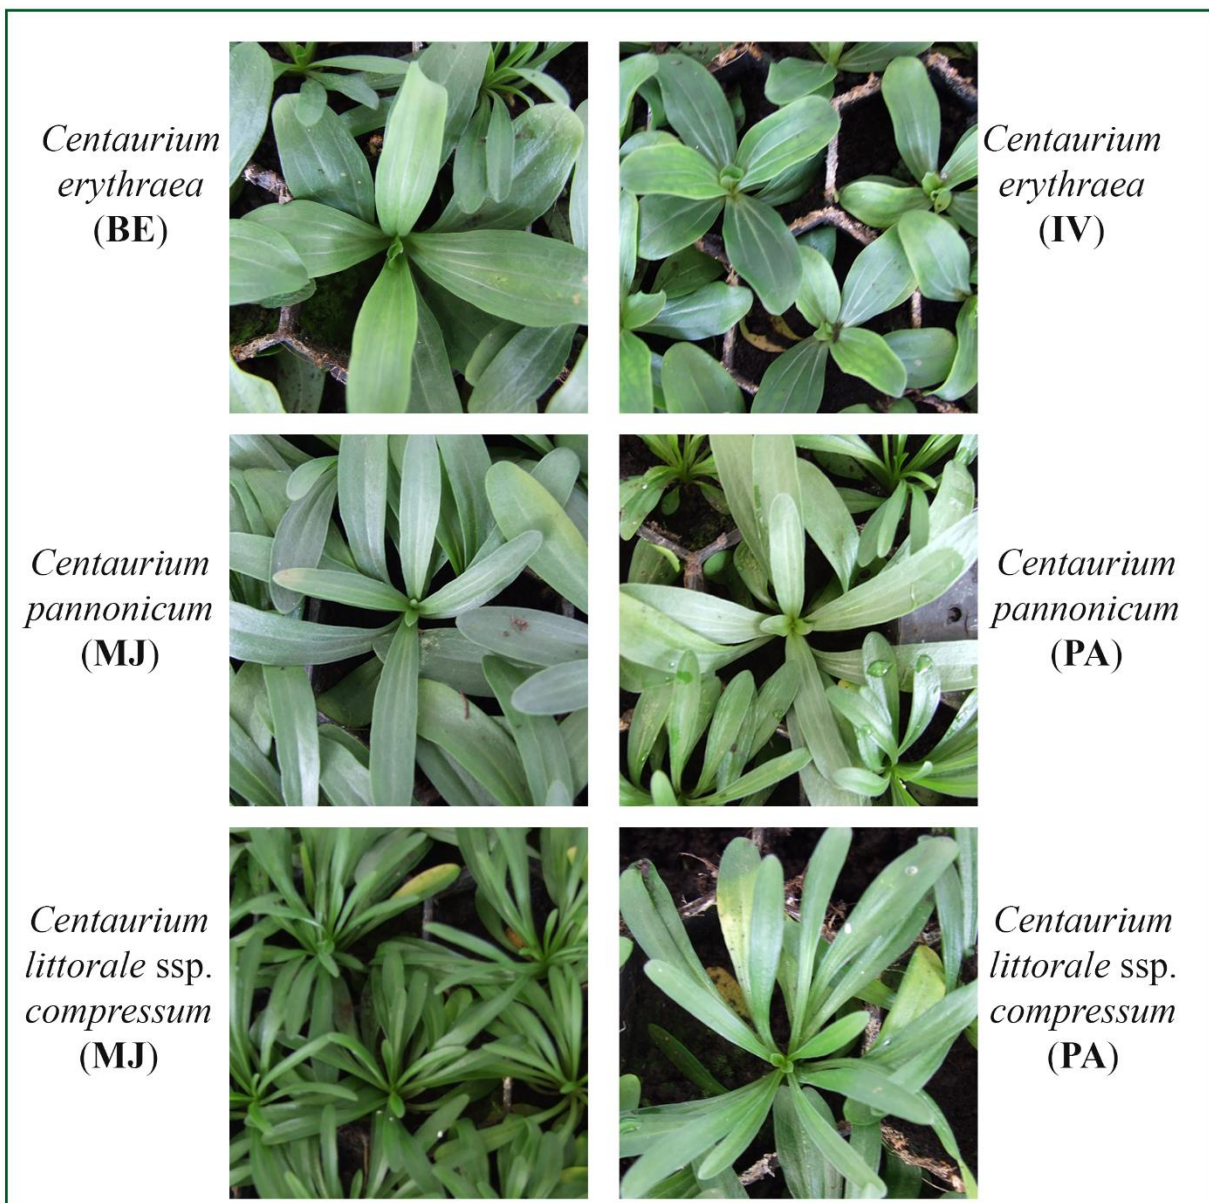 Centaurium
erythraea
(BE)
Centaurium
erythraea
(IV)
Centaurium
pannonicum
(MJ)
Centaurium
pannonicum
(PA)
Centaurium
littorale ssp.
compressum
(MJ)
Centaurium
littorale ssp.
compressum
(PA)